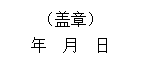 （盖章）
年 月 日